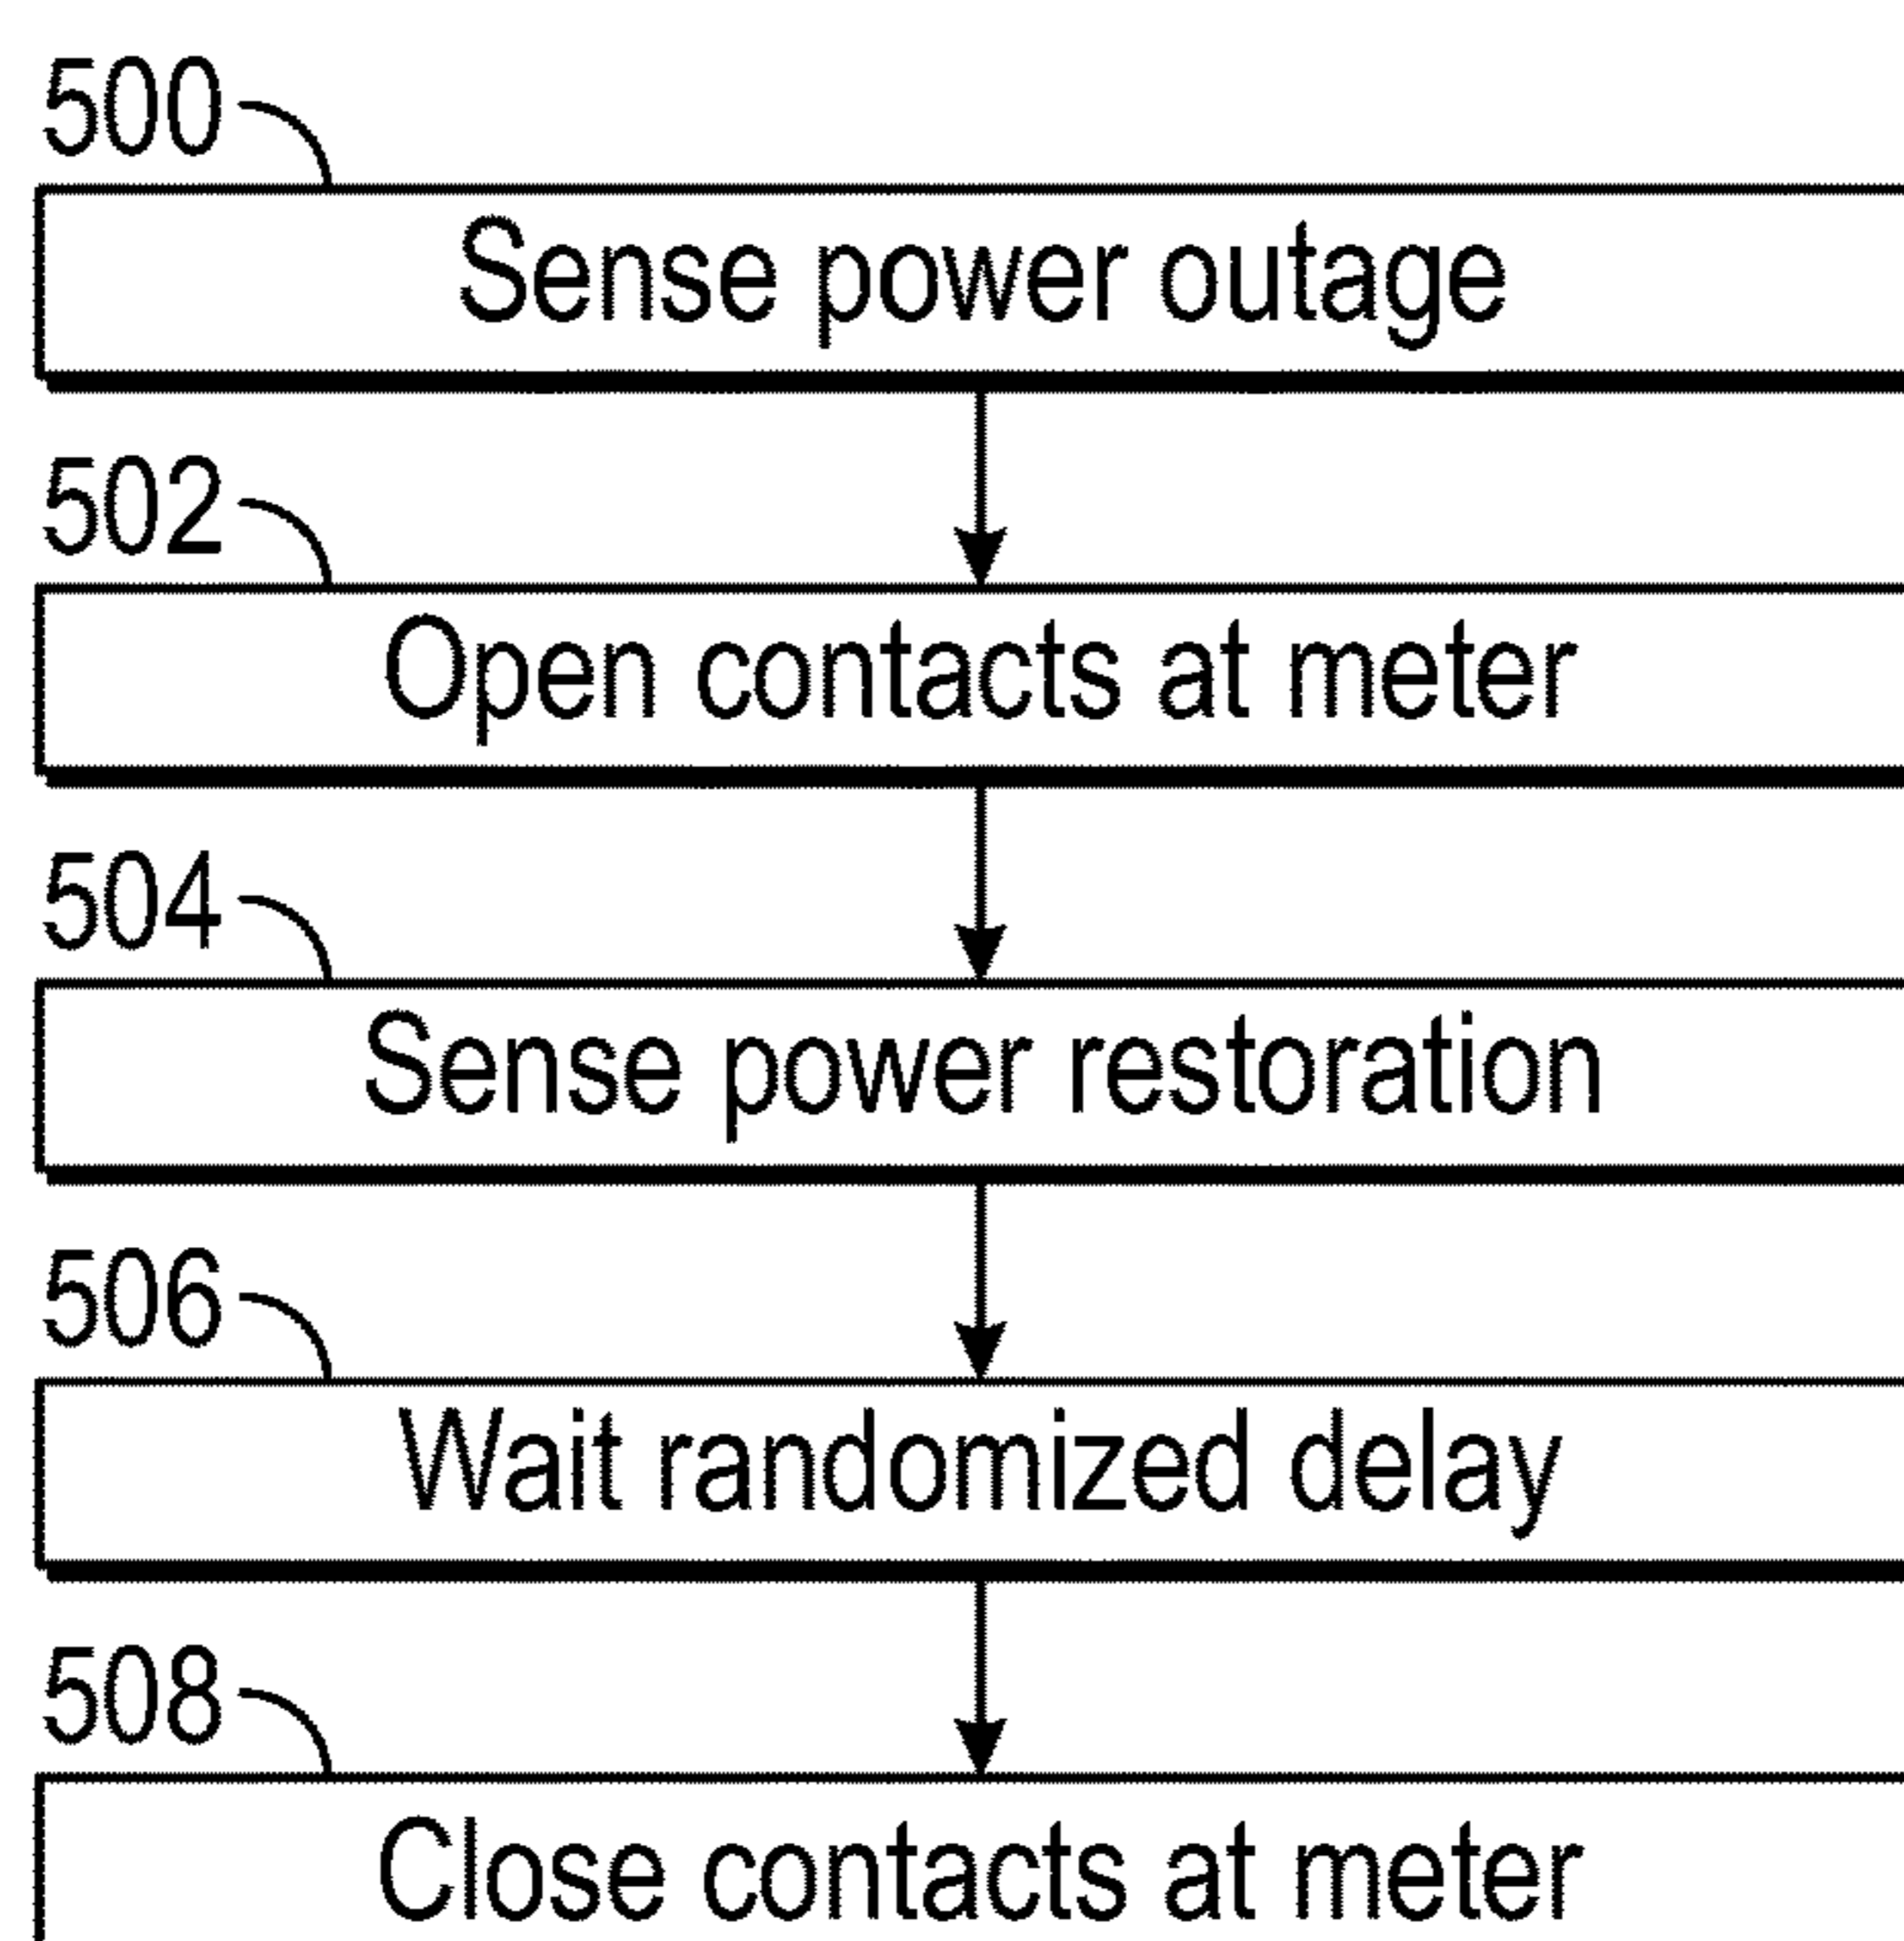 500
Sense power outage
502
Open contacts at meter
504
Sense power restoration
506
Wait randomized delay
508
Close contacts at meter